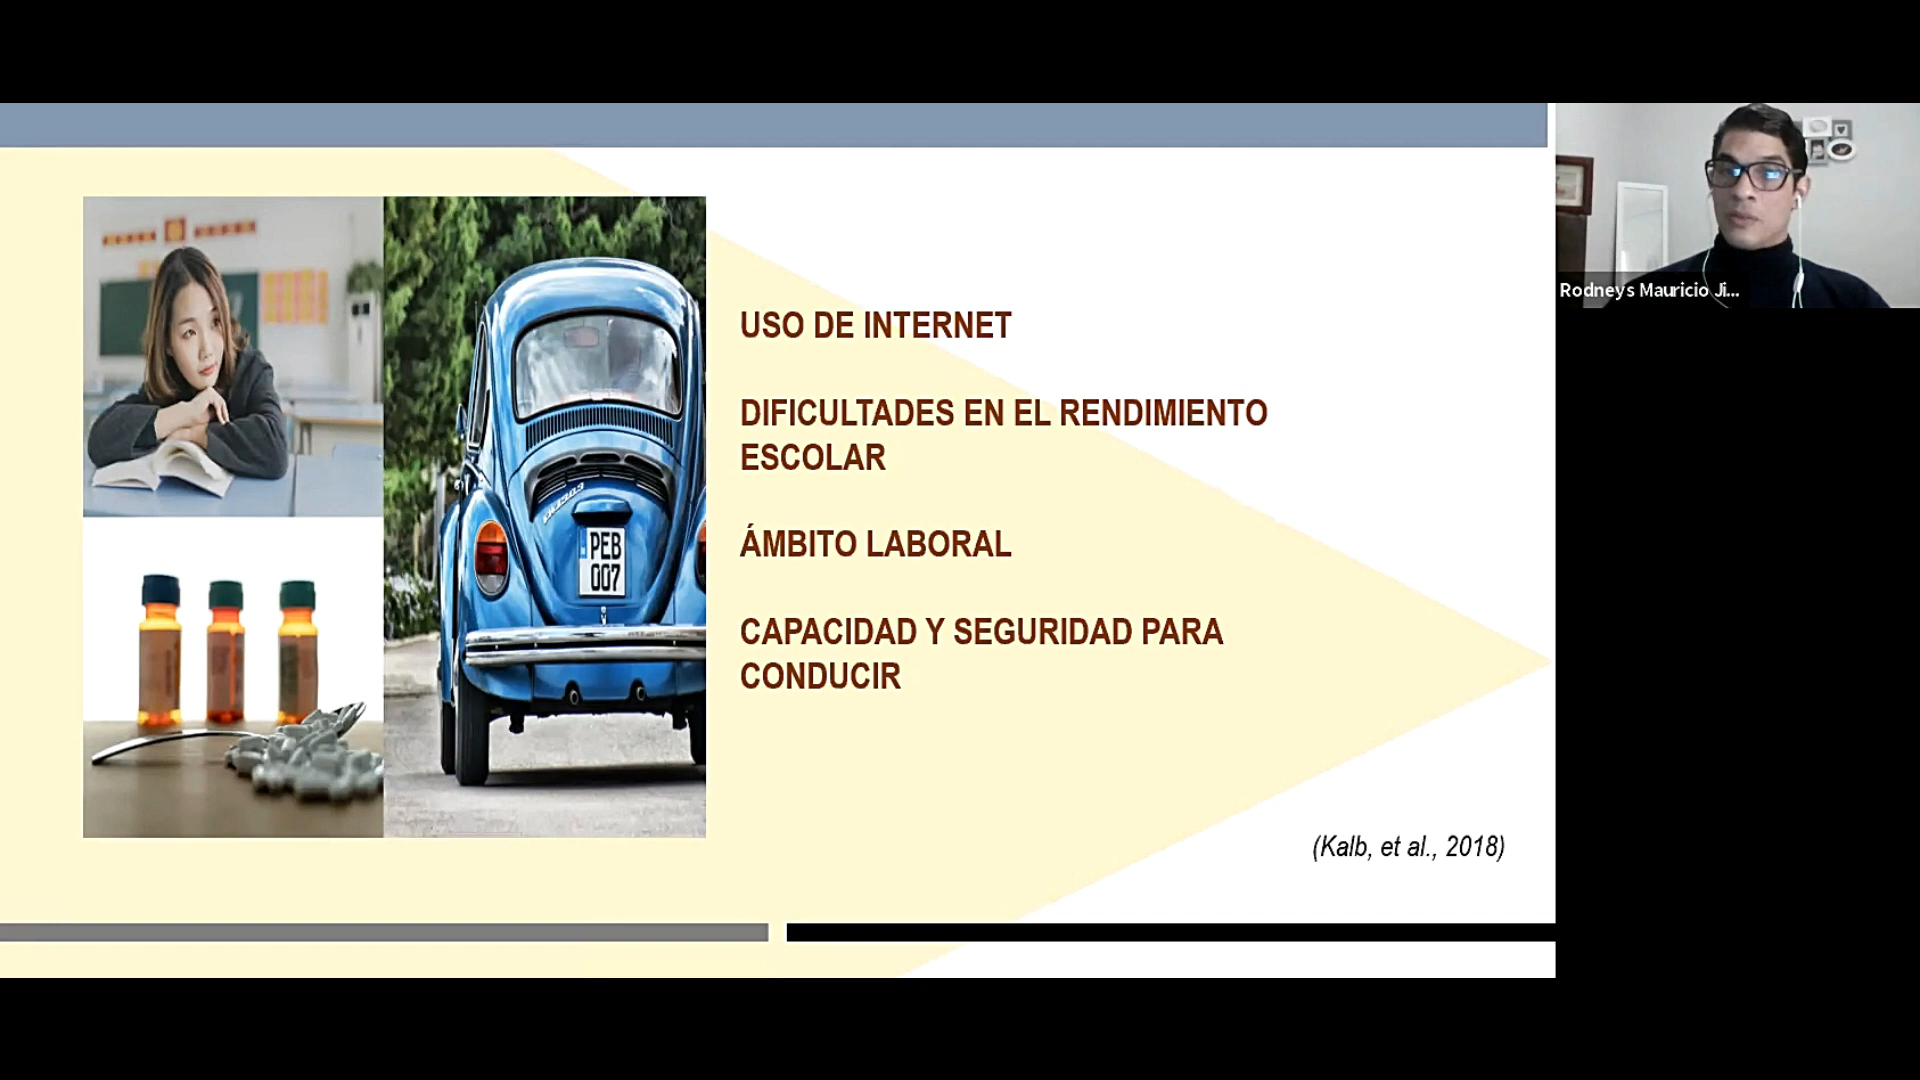 USO DE INTERNET
DIFICULTADES EN EL RENDIMIENTO
ESCOLAR
ÁMBITO LABORAL
CAPACIDAD Y SEGURIDAD PARA
CONDUCIR
(Kalb, et al., 2018)
PEB
007
Rodneys Mauricio Ji...